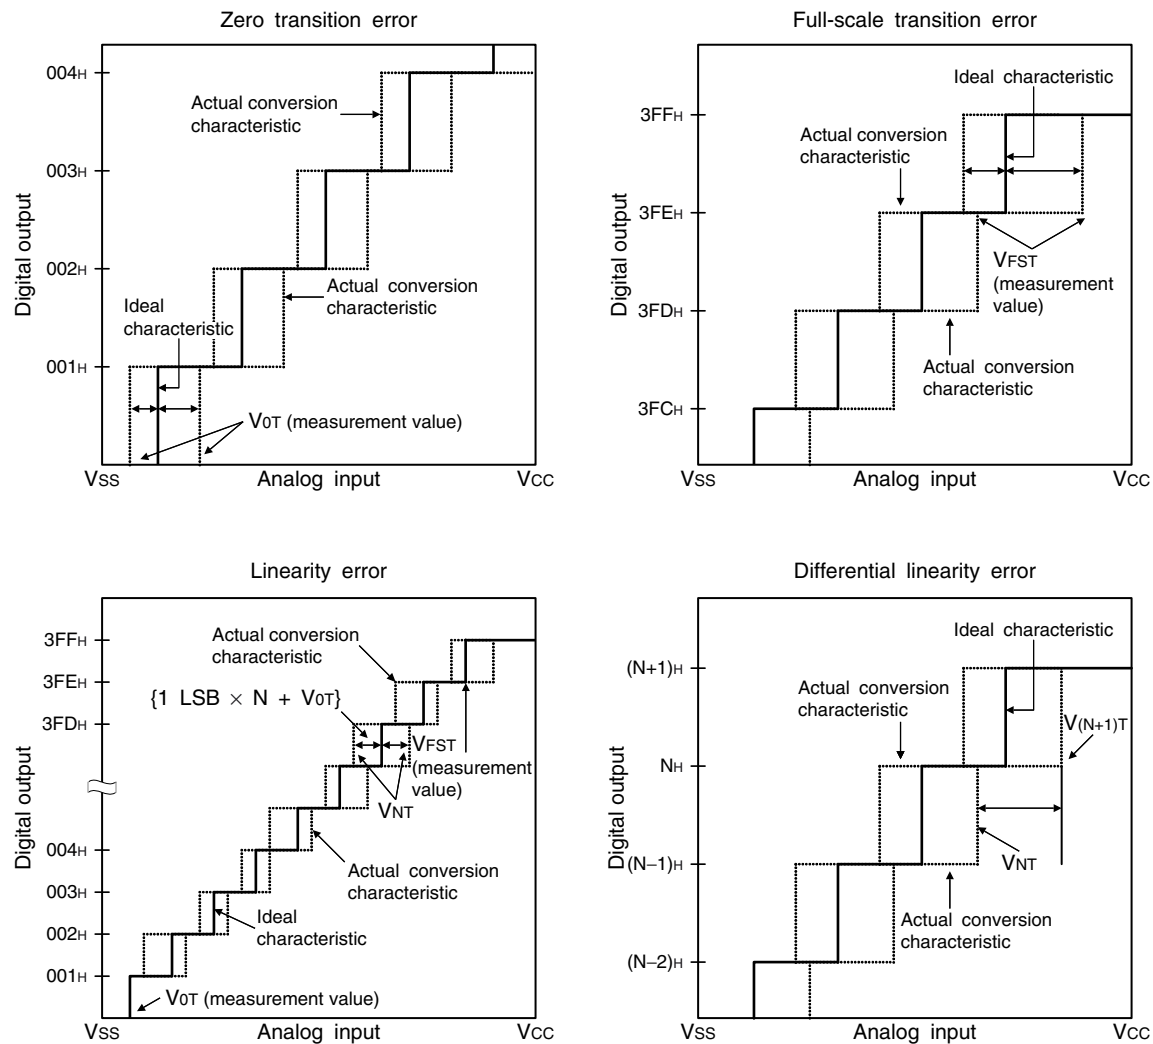 Zero transition error
004H
003H
002H
001H
Digital output
Actual conversion
characteristic
Actual conversion
characteristic
Ideal
characteristic
V0T (measurement value)
VSS
Analog input
VCC
Full-scale transition error
3FFH
3FEH
3FDH
3FCH
Digital output
Ideal characteristic
Actual conversion
characteristic
VFST
(measurement
value)
Actual conversion
characteristic
VSS
Analog input
VCC
Linearity error
3FFH
3FEH
3FDH
004H
003H
002H
001H
Digital output
Actual conversion
characteristic
{1 LSB × N + V0T}
VFST
(measurement
value)
VNT
Actual conversion
characteristic
Ideal
characteristic
V0T (measurement value)
VSS
Analog input
VCC
Differential linearity error
(N+1)H
NH
(N−1)H
(N−2)H
Digital output
Ideal characteristic
Actual conversion
characteristic
V(N+1)T
VNT
Actual conversion
characteristic
VSS
Analog input
VCC